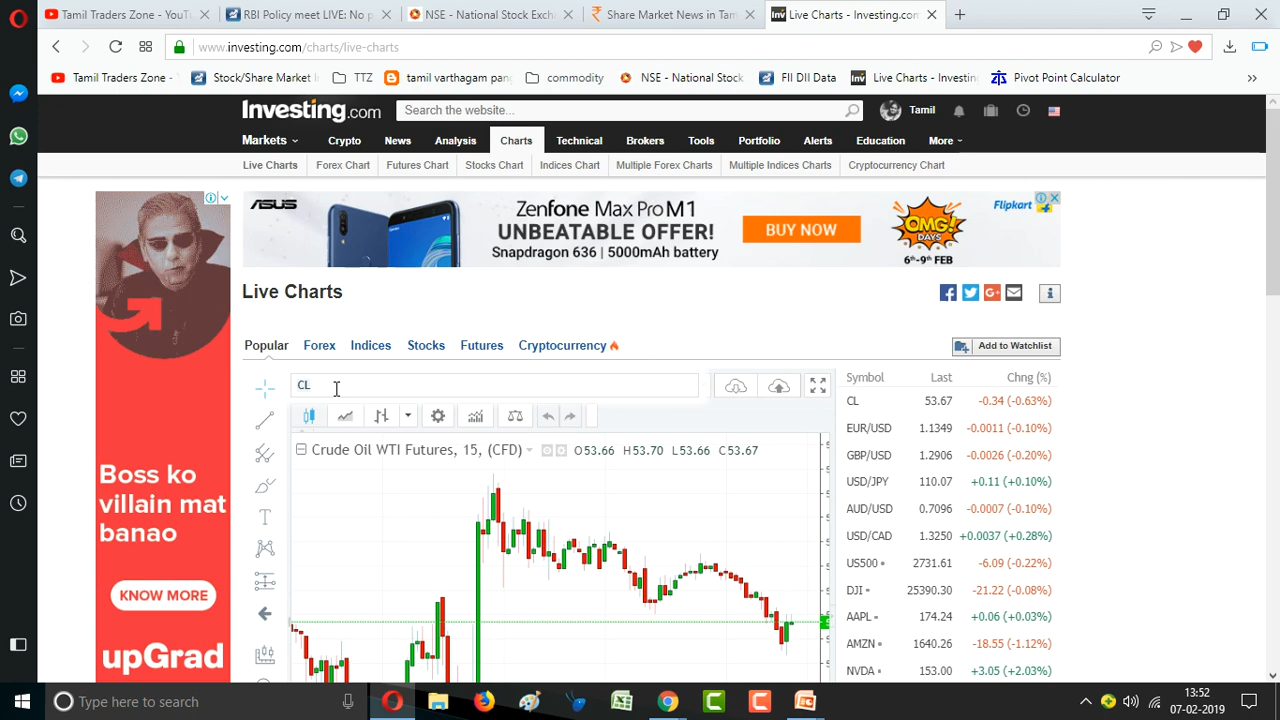 Tamil Traders Zone - YouTu
RBI Policy meet LIVE: No p
NSE - National Stock Exch
Share Market News in Tam
Live Charts - Investing.com
www.investing.com/charts/live-charts
Tamil Traders Zone -
Stock/Share Market I
TTZ
tamil varthagam pang
commodity
NSE - National Stock
FII DII Data
Live Charts - Investin
Pivot Point Calculator
Investing.com
Search the website...
Tamil
Markets
Crypto
News
Analysis
Charts
Technical
Brokers
Tools
Portfolio
Alerts
Education
More
Live Charts
Forex Chart
Futures Chart
Stocks Chart
Indices Chart
Multiple Forex Charts
Multiple Indices Charts
Cryptocurrency Chart
ASUS
Zenfone Max Pro M1
UNBEATABLE OFFER!
Snapdragon 636 | 5000mAh battery
BUY NOW
OMG!
DAYS
Flipkart
6th-9th FEB
Boss ko
villain mat
banao
KNOW MORE
upGrad
Live Charts
Popular
Forex
Indices
Stocks
Futures
Cryptocurrency
Add to Watchlist
CL
Crude Oil WTI Futures, 15, (CFD)
O53.66 H53.70 L53.66 C53.67
Symbol Last Chng (%)
CL 53.67 -0.34 (-0.63%)
EUR/USD 1.1349 -0.0011 (-0.10%)
GBP/USD 1.2906 -0.0026 (-0.20%)
USD/JPY 110.07 +0.11 (+0.10%)
AUD/USD 0.7096 -0.0007 (-0.10%)
USD/CAD 1.3250 +0.0037 (+0.28%)
US500 2731.61 -6.09 (-0.22%)
DJI 25390.30 -21.22 (-0.08%)
AAPL 174.24 +0.06 (+0.03%)
AMZN 1640.26 -18.55 (-1.12%)
NVDA 153.00 +3.05 (+2.03%)
Type here to search
13:52
07-02-2019